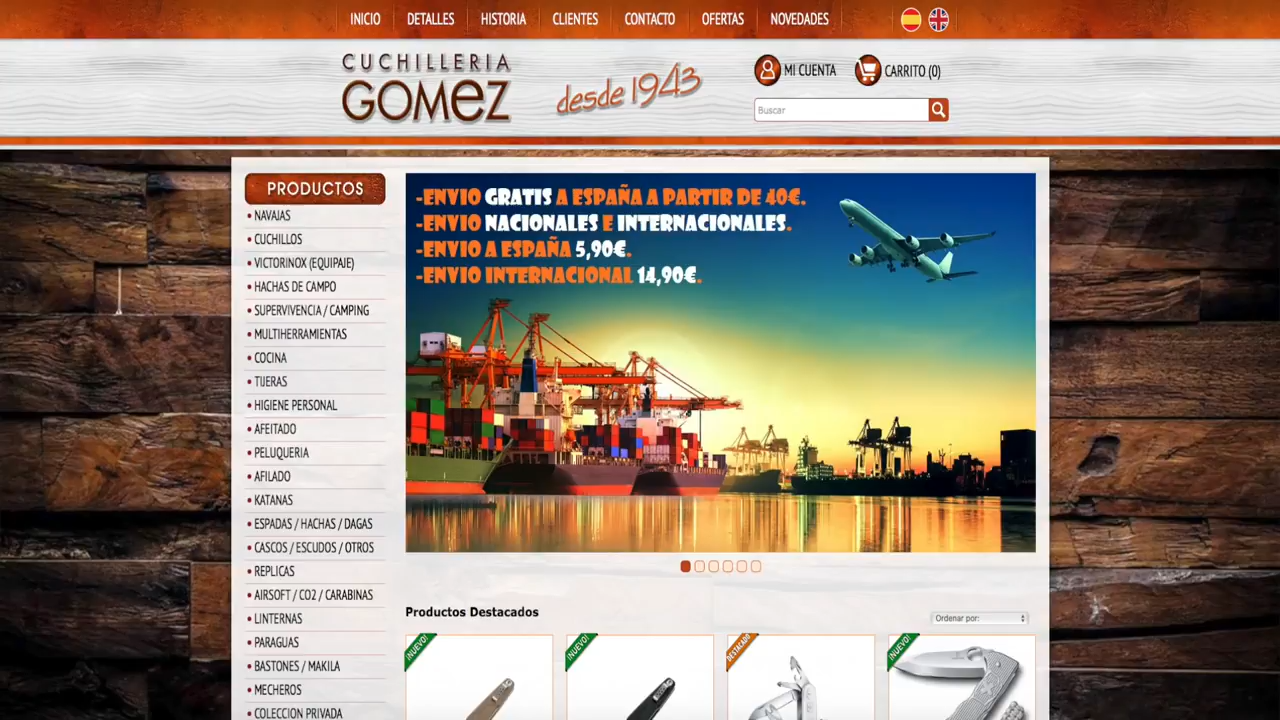 INICIO
DETALLES
HISTORIA
CLIENTES
CONTACTO
OFERTAS
NOVEDADES
CUCHILLERIA
GOMEZ
desde 1943
MI CUENTA
CARRITO (0)
Buscar
PRODUCTOS
NAVAJAS
CUCHILLOS
VICTORINOX (EQUIPAJE)
HACHAS DE CAMPO
SUPERVIVENCIA / CAMPING
MULTIHERRAMIENTAS
COCINA
TIJERAS
HIGIENE PERSONAL
AFEITADO
PELUQUERIA
AFILADO
KATANAS
ESPADAS / HACHAS / DAGAS
CASCOS / ESCUDOS / OTROS
REPLICAS
AIRSOFT / CO2 / CARABINAS
LINTERNAS
PARAGUAS
BASTONES / MAKILA
MECHEROS
COLECCION PRIVADA
-ENVIO GRATIS A ESPAÑA A PARTIR DE 40€.
-ENVIO NACIONALES E INTERNACIONALES.
-ENVIO A ESPAÑA 5,90€.
-ENVIO INTERNACIONAL 14,90€.
Productos Destacados
Ordenar por:
¡NUEVO!
¡NUEVO!
DESTACADO
¡NUEVO!